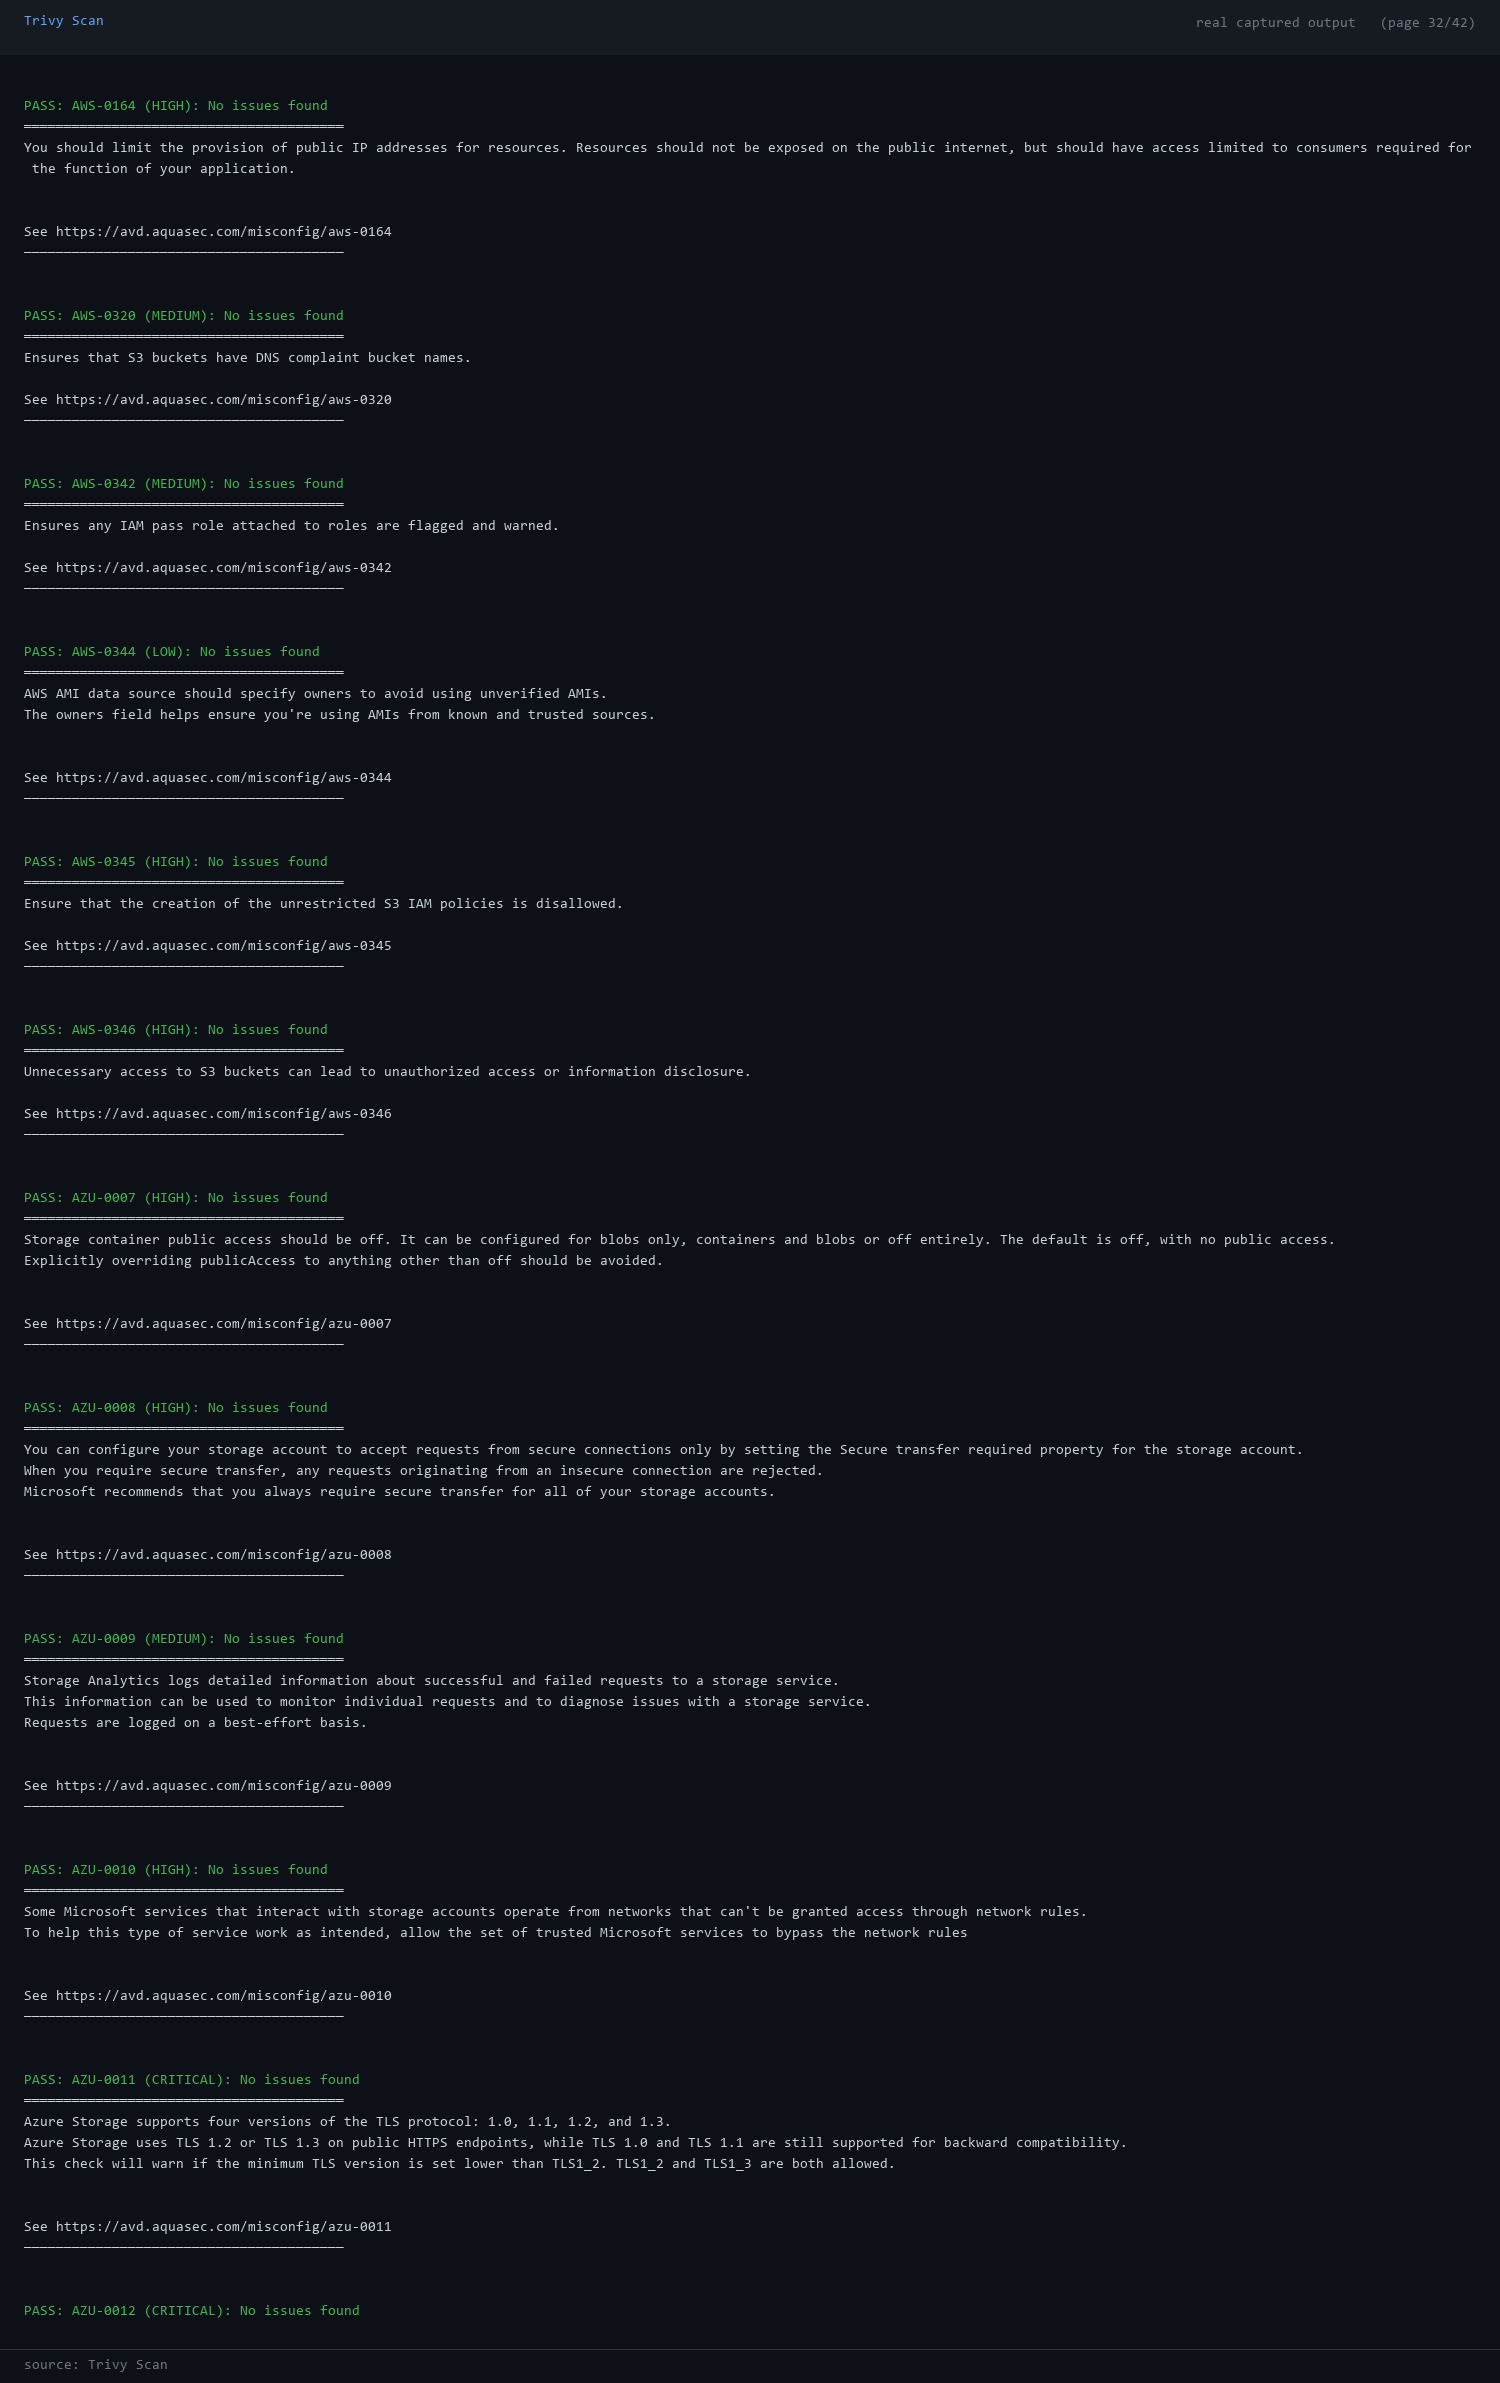 Trivy Scan
real captured output   (page 32/42)
PASS: AWS-0164 (HIGH): No issues found
════════════════════════════════════════
You should limit the provision of public IP addresses for resources. Resources should not be exposed on the public internet, but should have access limited to consumers required for
 the function of your application.
See https://avd.aquasec.com/misconfig/aws-0164
────────────────────────────────────────
PASS: AWS-0320 (MEDIUM): No issues found
════════════════════════════════════════
Ensures that S3 buckets have DNS complaint bucket names.
See https://avd.aquasec.com/misconfig/aws-0320
────────────────────────────────────────
PASS: AWS-0342 (MEDIUM): No issues found
════════════════════════════════════════
Ensures any IAM pass role attached to roles are flagged and warned.
See https://avd.aquasec.com/misconfig/aws-0342
────────────────────────────────────────
PASS: AWS-0344 (LOW): No issues found
════════════════════════════════════════
AWS AMI data source should specify owners to avoid using unverified AMIs.
The owners field helps ensure you're using AMIs from known and trusted sources.
See https://avd.aquasec.com/misconfig/aws-0344
────────────────────────────────────────
PASS: AWS-0345 (HIGH): No issues found
════════════════════════════════════════
Ensure that the creation of the unrestricted S3 IAM policies is disallowed.
See https://avd.aquasec.com/misconfig/aws-0345
────────────────────────────────────────
PASS: AWS-0346 (HIGH): No issues found
════════════════════════════════════════
Unnecessary access to S3 buckets can lead to unauthorized access or information disclosure.
See https://avd.aquasec.com/misconfig/aws-0346
────────────────────────────────────────
PASS: AZU-0007 (HIGH): No issues found
════════════════════════════════════════
Storage container public access should be off. It can be configured for blobs only, containers and blobs or off entirely. The default is off, with no public access.
Explicitly overriding publicAccess to anything other than off should be avoided.
See https://avd.aquasec.com/misconfig/azu-0007
────────────────────────────────────────
PASS: AZU-0008 (HIGH): No issues found
════════════════════════════════════════
You can configure your storage account to accept requests from secure connections only by setting the Secure transfer required property for the storage account.
When you require secure transfer, any requests originating from an insecure connection are rejected.
Microsoft recommends that you always require secure transfer for all of your storage accounts.
See https://avd.aquasec.com/misconfig/azu-0008
────────────────────────────────────────
PASS: AZU-0009 (MEDIUM): No issues found
════════════════════════════════════════
Storage Analytics logs detailed information about successful and failed requests to a storage service.
This information can be used to monitor individual requests and to diagnose issues with a storage service.
Requests are logged on a best-effort basis.
See https://avd.aquasec.com/misconfig/azu-0009
────────────────────────────────────────
PASS: AZU-0010 (HIGH): No issues found
════════════════════════════════════════
Some Microsoft services that interact with storage accounts operate from networks that can't be granted access through network rules.
To help this type of service work as intended, allow the set of trusted Microsoft services to bypass the network rules
See https://avd.aquasec.com/misconfig/azu-0010
────────────────────────────────────────
PASS: AZU-0011 (CRITICAL): No issues found
════════════════════════════════════════
Azure Storage supports four versions of the TLS protocol: 1.0, 1.1, 1.2, and 1.3.
Azure Storage uses TLS 1.2 or TLS 1.3 on public HTTPS endpoints, while TLS 1.0 and TLS 1.1 are still supported for backward compatibility.
This check will warn if the minimum TLS version is set lower than TLS1_2. TLS1_2 and TLS1_3 are both allowed.
See https://avd.aquasec.com/misconfig/azu-0011
────────────────────────────────────────
PASS: AZU-0012 (CRITICAL): No issues found
source: Trivy Scan